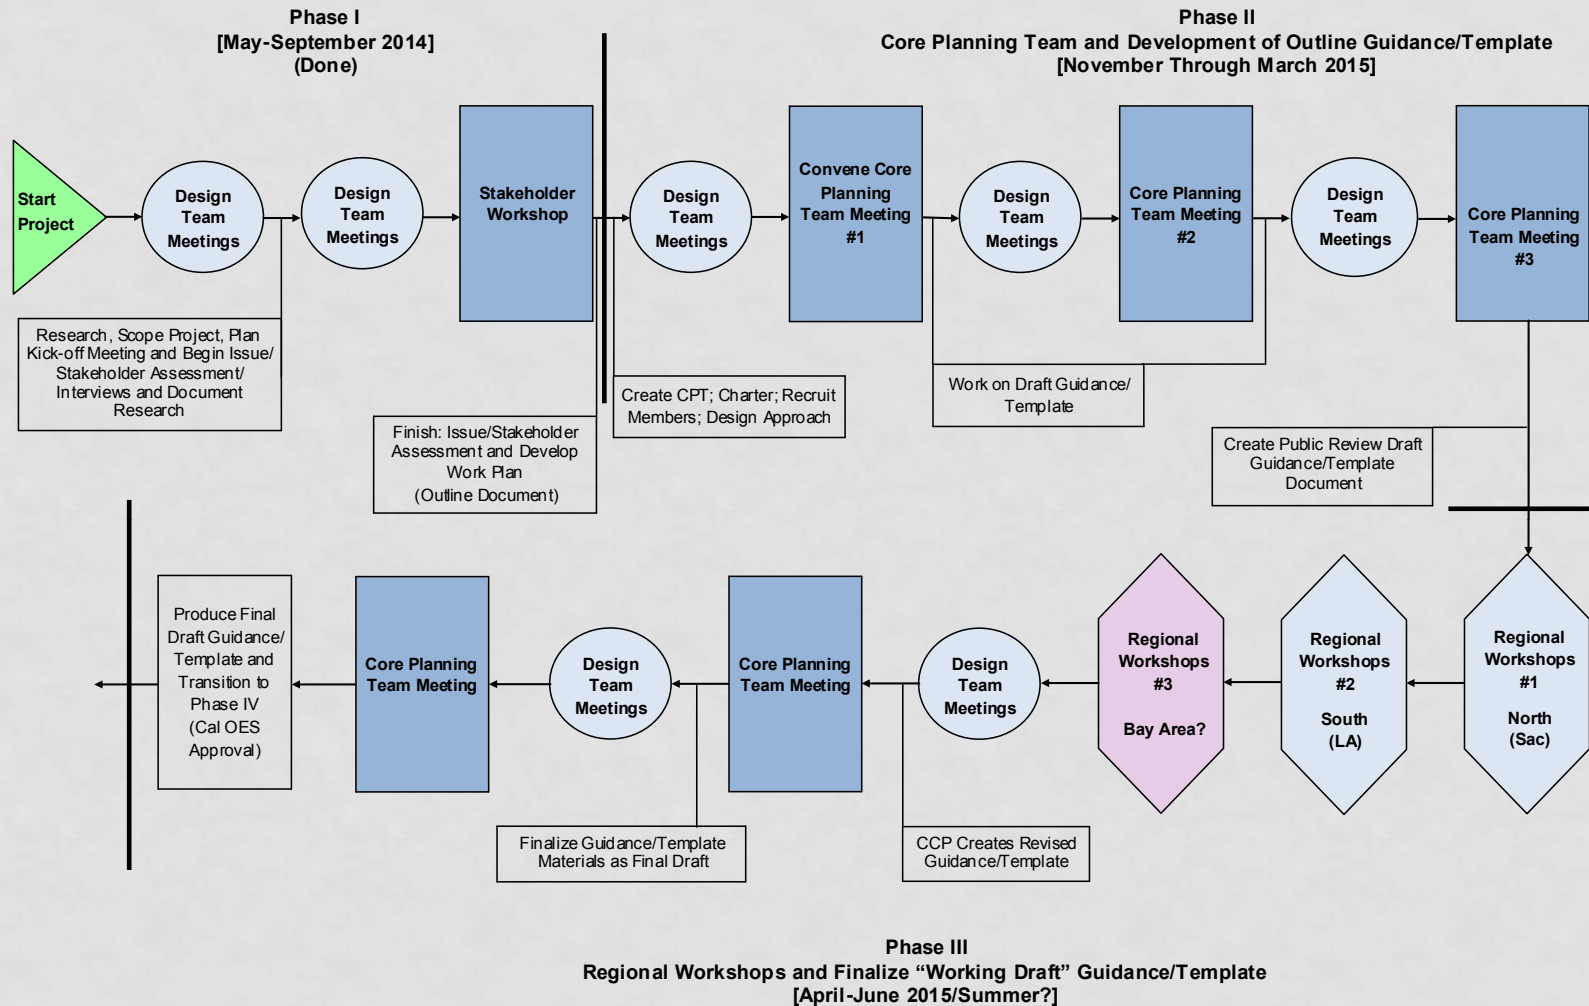 Phase I
[May-September 2014]
(Done)
Phase II
Core Planning Team and Development of Outline Guidance/Template
[November Through March 2015]
Start
Project
Design
Team
Meetings
Design
Team
Meetings
Stakeholder
Workshop
Design
Team
Meetings
Convene Core
Planning
Team Meeting
#1
Design
Team
Meetings
Core Planning
Team Meeting
#2
Design
Team
Meetings
Core Planning
Team Meeting
#3
Research, Scope Project, Plan
Kick-off Meeting and Begin Issue/
Stakeholder Assessment/
Interviews and Document
Research
Finish: Issue/Stakeholder
Assessment and Develop
Work Plan
(Outline Document)
Create CPT; Charter; Recruit
Members; Design Approach
Work on Draft Guidance/
Template
Create Public Review Draft
Guidance/Template
Document
Produce Final
Draft Guidance/
Template and
Transition to
Phase IV
(Cal OES
Approval)
Core Planning
Team Meeting
Design
Team
Meetings
Core Planning
Team Meeting
Design
Team
Meetings
Regional
Workshops
#3
Bay Area?
Regional
Workshops
#2
South
(LA)
Regional
Workshops
#1
North
(Sac)
Finalize Guidance/Template
Materials as Final Draft
CCP Creates Revised
Guidance/Template
Phase III
Regional Workshops and Finalize “Working Draft” Guidance/Template
[April-June 2015/Summer?]